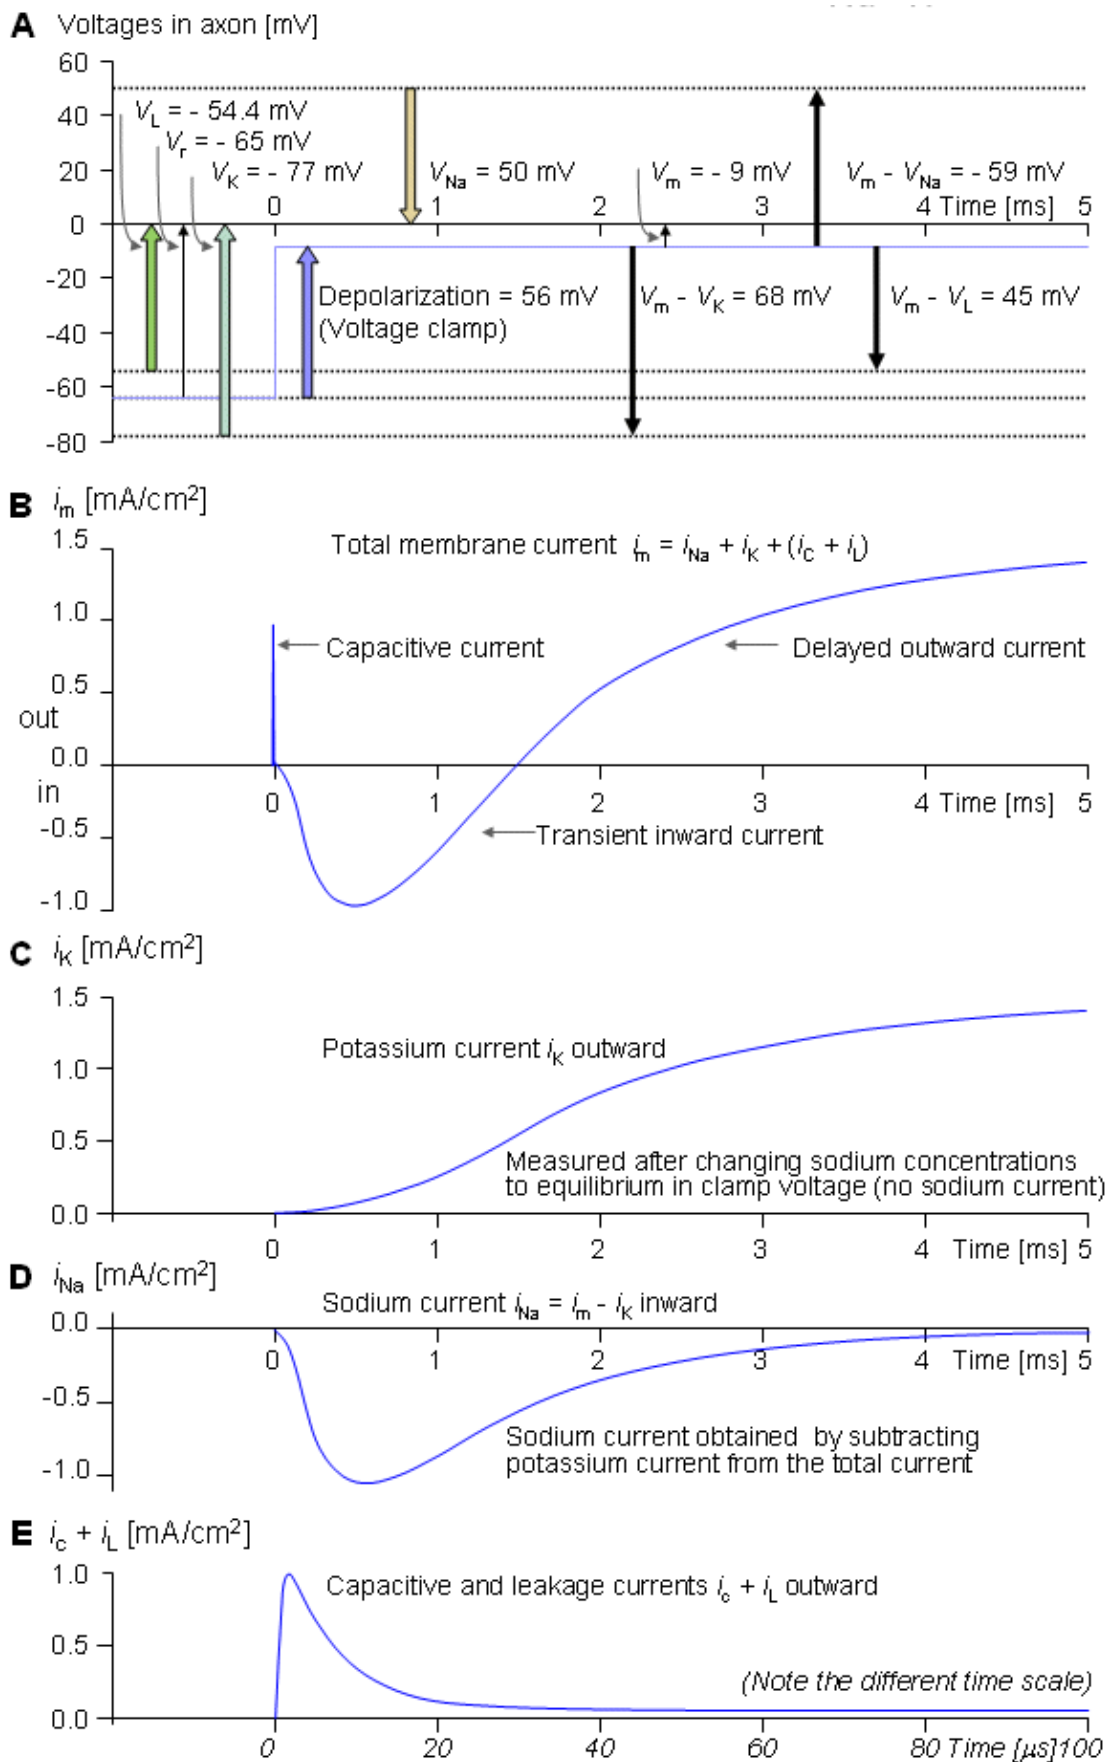 A Voltages in axon [mV]
60
V_L = - 54.4 mV
40
V_r = - 65 mV
20
V_K = - 77 mV
V_Na = 50 mV
V_m = - 9 mV
V_m - V_Na = - 59 mV
0 1 2 3 4 Time [ms] 5
0
-20
Depolarization = 56 mV
(Voltage clamp)
V_m - V_K = 68 mV
V_m - V_L = 45 mV
-40
-60
-80
B i_m [mA/cm²]
1.5
Total membrane current i_m = i_Na + i_K + (i_C + i_L)
1.0
Capacitive current
Delayed outward current
0.5
out
0.0
in
0 1 2 3 4 Time [ms] 5
-0.5
Transient inward current
-1.0
C i_K [mA/cm²]
1.5
Potassium current i_K outward
1.0
0.5
Measured after changing sodium concentrations
to equilibrium in clamp voltage (no sodium current)
0.0
0 1 2 3 4 Time [ms] 5
D i_Na [mA/cm²]
Sodium current i_Na = i_m - i_K inward
0.0
0 1 2 3 4 Time [ms] 5
-0.5
Sodium current obtained by subtracting
potassium current from the total current
-1.0
E i_c + i_L [mA/cm²]
1.0
Capacitive and leakage currents i_c + i_L outward
0.5
(Note the different time scale)
0.0
0 20 40 60 80 Time [µs]100